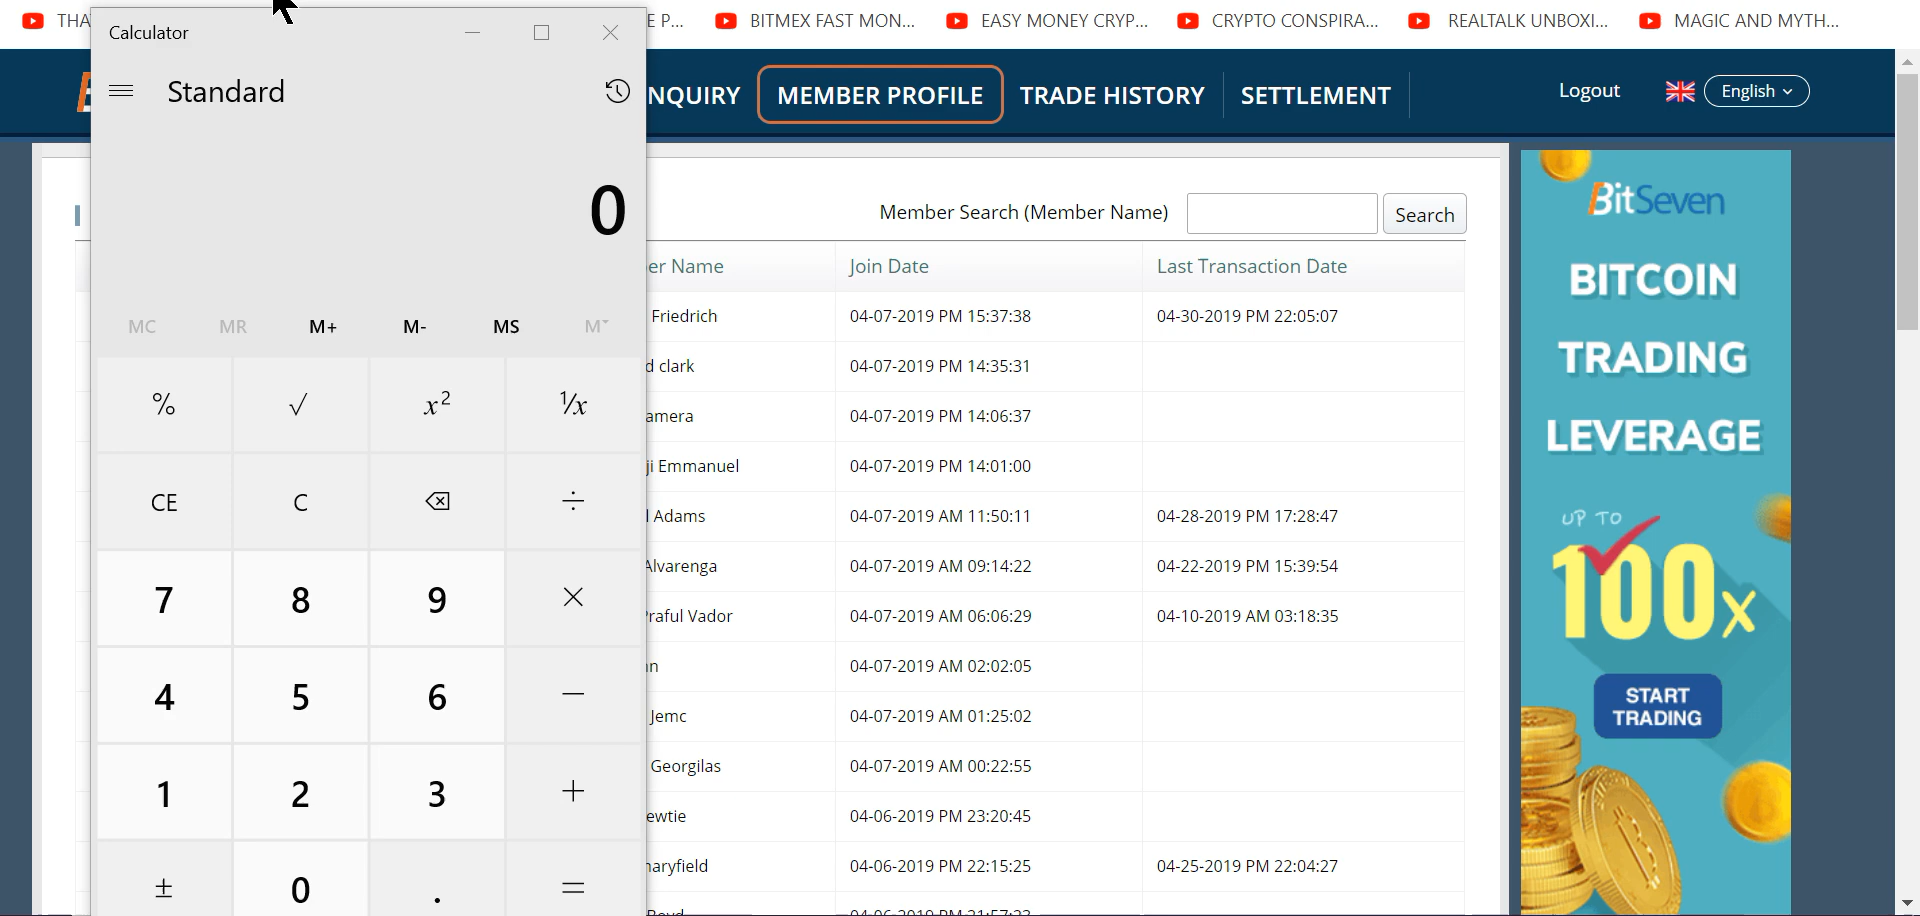 THA
E P...
BITMEX FAST MON...
EASY MONEY CRYP...
CRYPTO CONSPIRA...
REALTALK UNBOXI...
MAGIC AND MYTH...
Calculator
Standard
0
MC MR M+ M- MS M
% √ x² ¹/x
CE C ÷
7 8 9 ×
4 5 6 −
1 2 3 +
± 0 . =
NQUIRY
MEMBER PROFILE
TRADE HISTORY
SETTLEMENT
Logout
English
Member Search (Member Name)
Search
er Name Join Date Last Transaction Date
Friedrich 04-07-2019 PM 15:37:38 04-30-2019 PM 22:05:07
d clark 04-07-2019 PM 14:35:31
amera 04-07-2019 PM 14:06:37
ji Emmanuel 04-07-2019 PM 14:01:00
l Adams 04-07-2019 AM 11:50:11 04-28-2019 PM 17:28:47
Alvarenga 04-07-2019 AM 09:14:22 04-22-2019 PM 15:39:54
Praful Vador 04-07-2019 AM 06:06:29 04-10-2019 AM 03:18:35
n 04-07-2019 AM 02:02:05
Jemc 04-07-2019 AM 01:25:02
Georgilas 04-07-2019 AM 00:22:55
ewtie 04-06-2019 PM 23:20:45
aryfield 04-06-2019 PM 22:15:25 04-25-2019 PM 22:04:27
BitSeven
BITCOIN
TRADING
LEVERAGE
UP TO
100x
START
TRADING